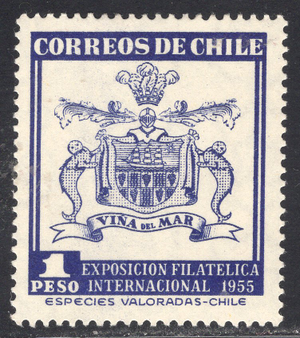 CORREOS DE CHILE
VIÑA DEL MAR
1 PESO
EXPOSICION FILATELICA
INTERNACIONAL 1955
ESPECIES VALORADAS-CHILE